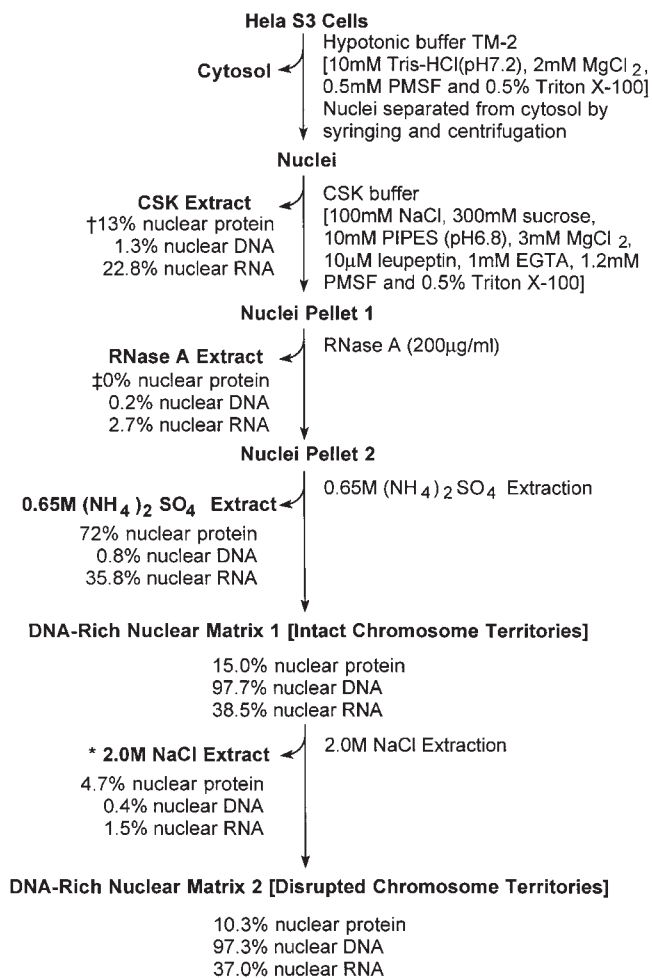 Hela S3 Cells
Hypotonic buffer TM-2
[10mM Tris-HCl(pH7.2), 2mM MgCl 2,
0.5mM PMSF and 0.5% Triton X-100]
Nuclei separated from cytosol by
syringing and centrifugation
Cytosol
Nuclei
CSK Extract
†13% nuclear protein
1.3% nuclear DNA
22.8% nuclear RNA
CSK buffer
[100mM NaCl, 300mM sucrose,
10mM PIPES (pH6.8), 3mM MgCl 2,
10µM leupeptin, 1mM EGTA, 1.2mM
PMSF and 0.5% Triton X-100]
Nuclei Pellet 1
RNase A Extract
‡0% nuclear protein
0.2% nuclear DNA
2.7% nuclear RNA
RNase A (200µg/ml)
Nuclei Pellet 2
0.65M (NH 4 )2 SO4 Extract
72% nuclear protein
0.8% nuclear DNA
35.8% nuclear RNA
0.65M (NH 4 )2 SO4 Extraction
DNA-Rich Nuclear Matrix 1 [Intact Chromosome Territories]
15.0% nuclear protein
97.7% nuclear DNA
38.5% nuclear RNA
* 2.0M NaCl Extract
4.7% nuclear protein
0.4% nuclear DNA
1.5% nuclear RNA
2.0M NaCl Extraction
DNA-Rich Nuclear Matrix 2 [Disrupted Chromosome Territories]
10.3% nuclear protein
97.3% nuclear DNA
37.0% nuclear RNA